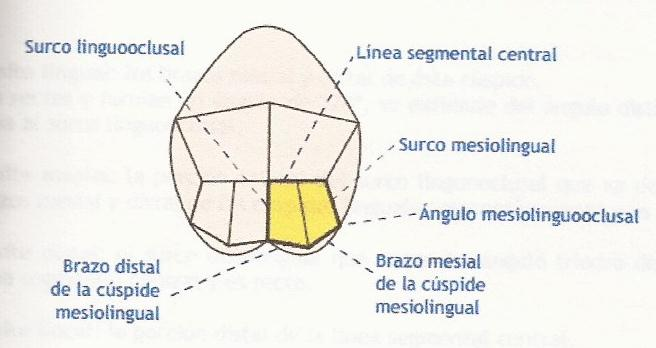 Surco linguooclusal
Línea segmental central
Surco mesiolingual
Ángulo mesiolinguooclusal
Brazo distal
de la cúspide
mesiolingual
Brazo mesial
de la cúspide
mesiolingual